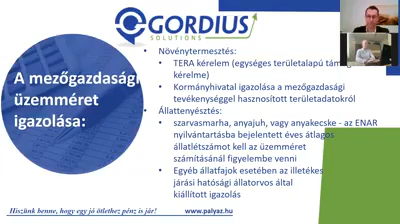 GORDIUS
SOLUTIONS
A mezőgazdasági
üzemméret
igazolása:
• Növénytermesztés:
• TERA kérelem (egységes területalapú
kérelme)
• Kormányhivatal igazolása a mezőgazdasági
tevékenységgel hasznosított területadatokról
• Állattenyésztés:
• szarvasmarha, anyajuh, vagy anyakecske - az ENAR
nyilvántartásba bejelentett éves átlagos
állatlétszámot kell az üzemméret
számításánál figyelembe venni
• Egyéb állatfajok esetében az illetékes
járási hatósági állatorvos által
kiállított igazolás
Hiszünk benne, hogy egy jó ötlethez pénz is jár!
www.palyaz.hu